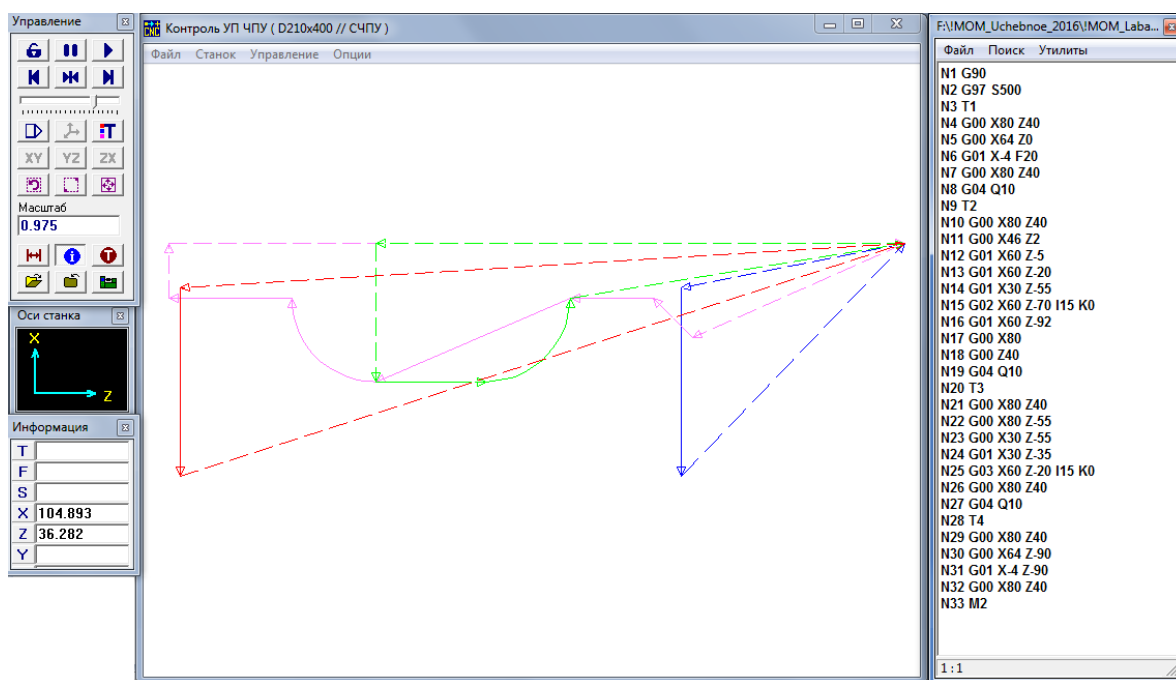 Управление
Масштаб
0.975
Оси станка
X
Z
Информация
T
F
S
X 104.893
Z 36.282
Y
CNC
Контроль УП ЧПУ ( D210x400 // СЧПУ )
Файл Станок Управление Опции
XY YZ ZX
F:\!MOM_Uchebnoe_2016\!MOM_Laba...
Файл Поиск Утилиты
N1 G90
N2 G97 S500
N3 T1
N4 G00 X80 Z40
N5 G00 X64 Z0
N6 G01 X-4 F20
N7 G00 X80 Z40
N8 G04 Q10
N9 T2
N10 G00 X80 Z40
N11 G00 X46 Z2
N12 G01 X60 Z-5
N13 G01 X60 Z-20
N14 G01 X30 Z-55
N15 G02 X60 Z-70 I15 K0
N16 G01 X60 Z-92
N17 G00 X80
N18 G00 Z40
N19 G04 Q10
N20 T3
N21 G00 X80 Z40
N22 G00 X80 Z-55
N23 G00 X30 Z-55
N24 G01 X30 Z-35
N25 G03 X60 Z-20 I15 K0
N26 G00 X80 Z40
N27 G04 Q10
N28 T4
N29 G00 X80 Z40
N30 G00 X64 Z-90
N31 G01 X-4 Z-90
N32 G00 X80 Z40
N33 M2
1:1